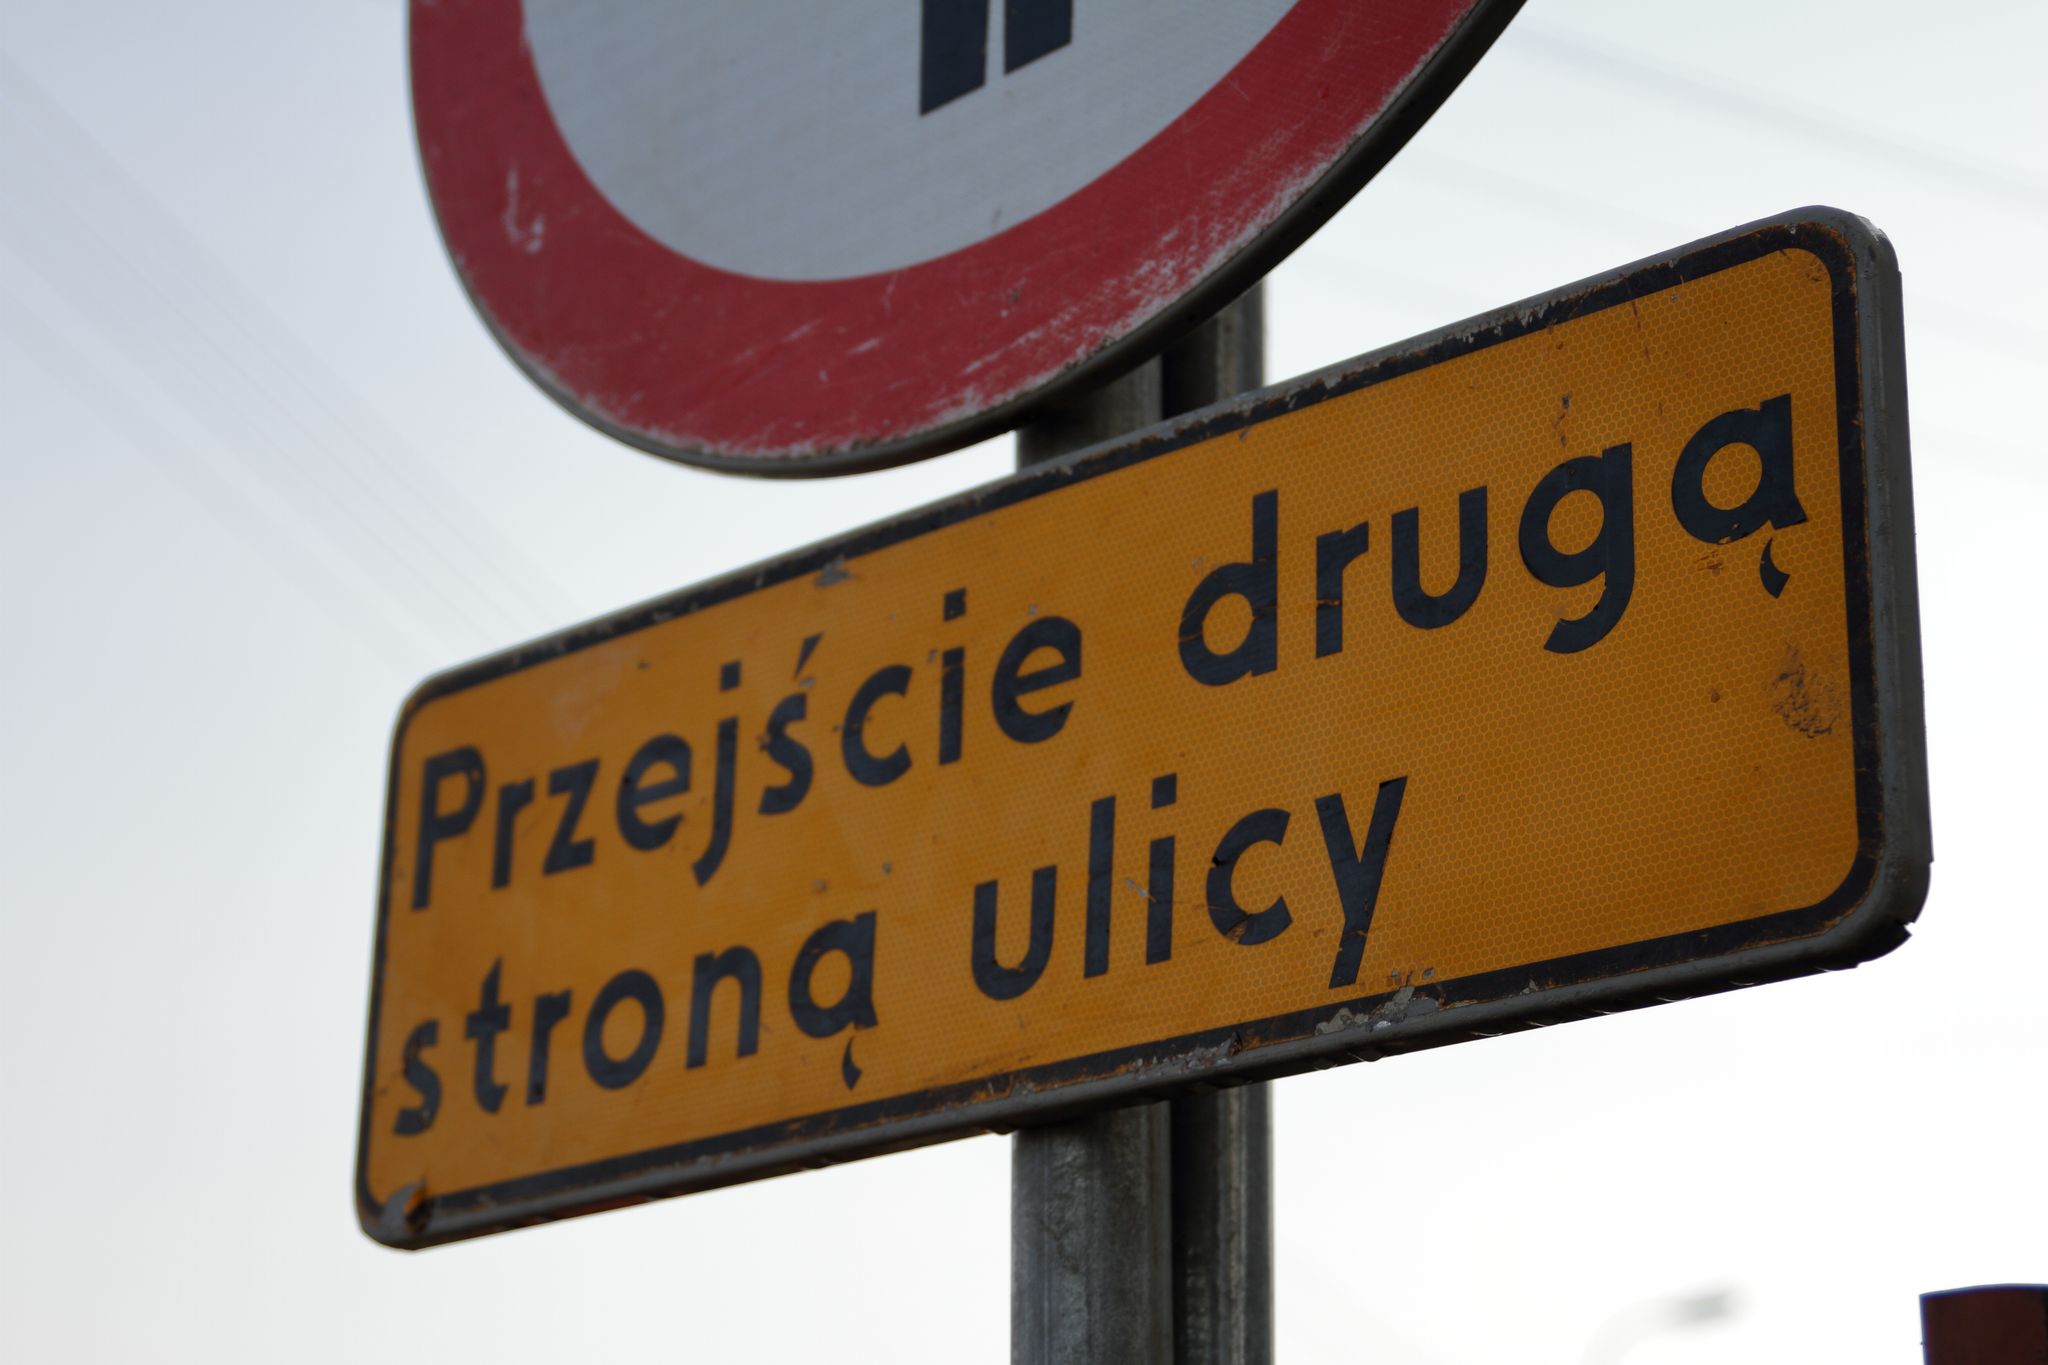 Przejście drugą
stroną ulicy